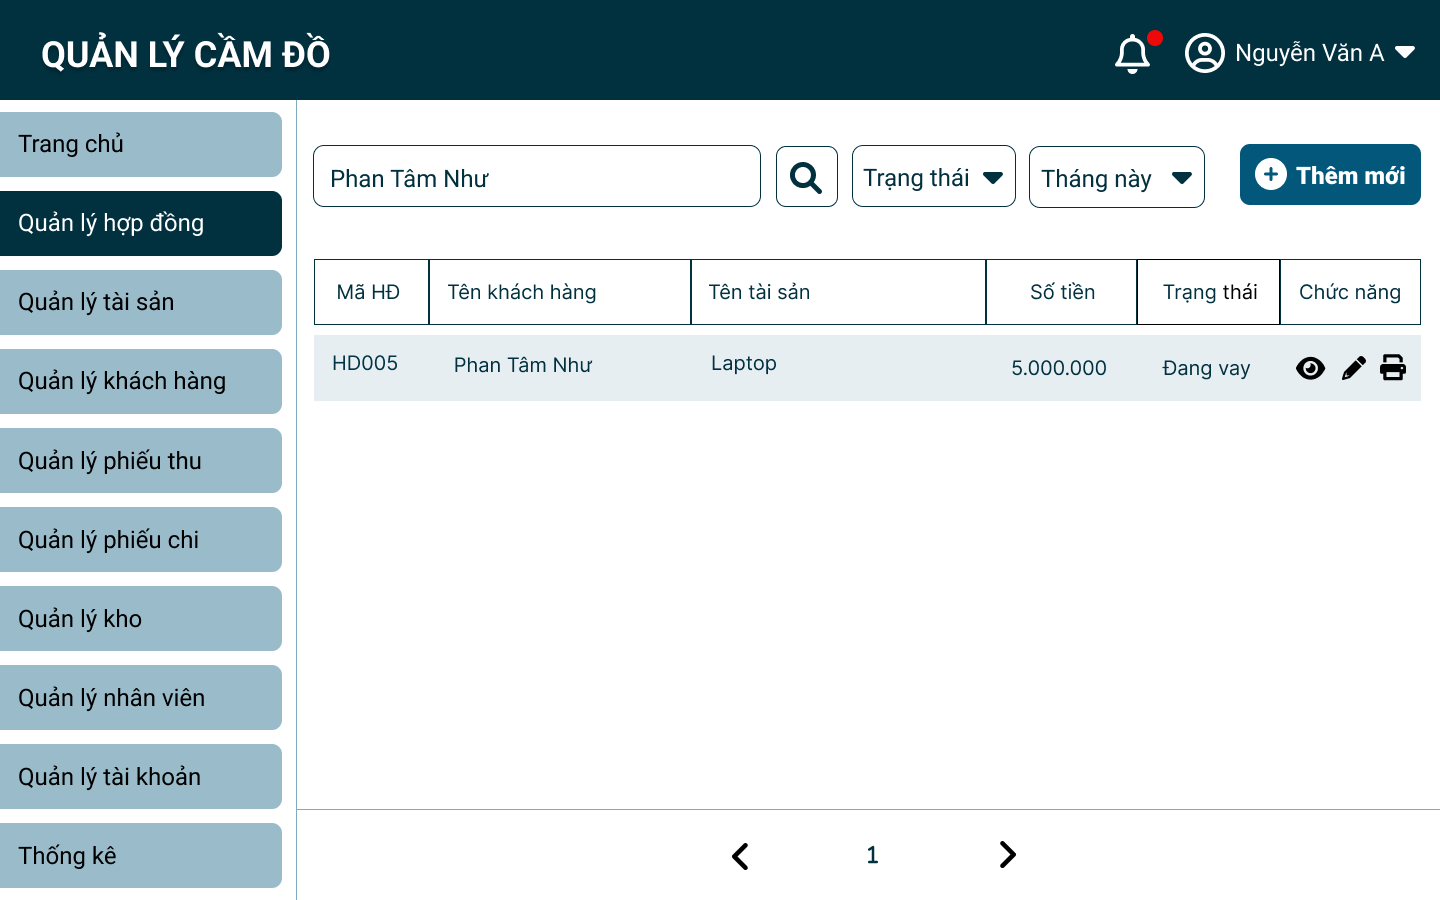 QUẢN LÝ CẦM ĐỒ
Nguyễn Văn A
Trang chủ
Quản lý hợp đồng
Quản lý tài sản
Quản lý khách hàng
Quản lý phiếu thu
Quản lý phiếu chi
Quản lý kho
Quản lý nhân viên
Quản lý tài khoản
Thống kê
Phan Tâm Như
Trạng thái
Tháng này
Thêm mới
Mã HĐ Tên khách hàng Tên tài sản Số tiền Trạng thái Chức năng
HD005 Phan Tâm Như Laptop 5.000.000 Đang vay
1